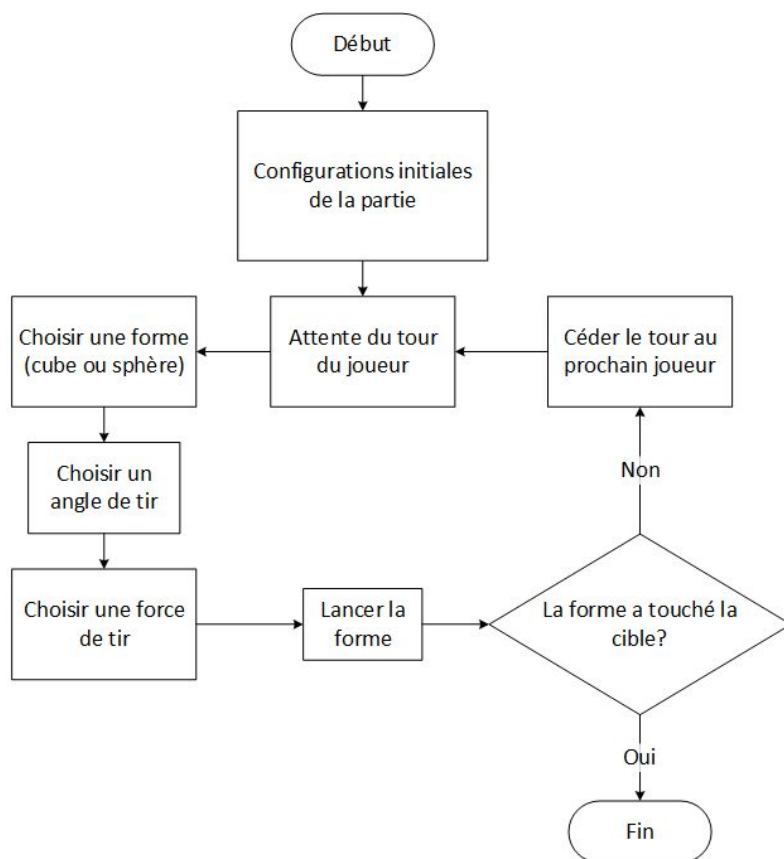 Début
Configurations initiales
de la partie
Attente du tour
du joueur
Choisir une forme
(cube ou sphère)
Choisir un
angle de tir
Choisir une force
de tir
Lancer la
forme
La forme a touché la
cible?
Non
Céder le tour au
prochain joueur
Oui
Fin